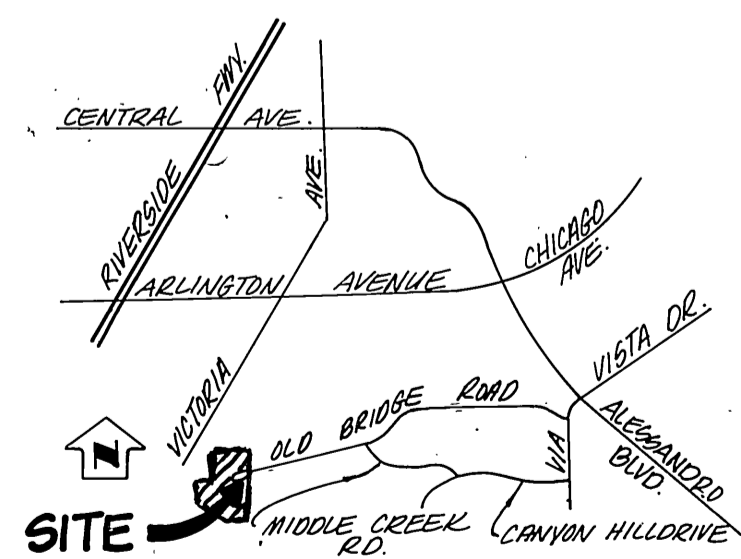 CENTRAL AVE.
RIVERSIDE FWY.
AVE.
VICTORIA
ARLINGTON AVENUE
CHICAGO
AVE.
VISTA DR.
ALESSANDRO
BLVD.
OLD BRIDGE ROAD
VIA
N
SITE
MIDDLE CREEK
RD.
CANYON HILLDRIVE